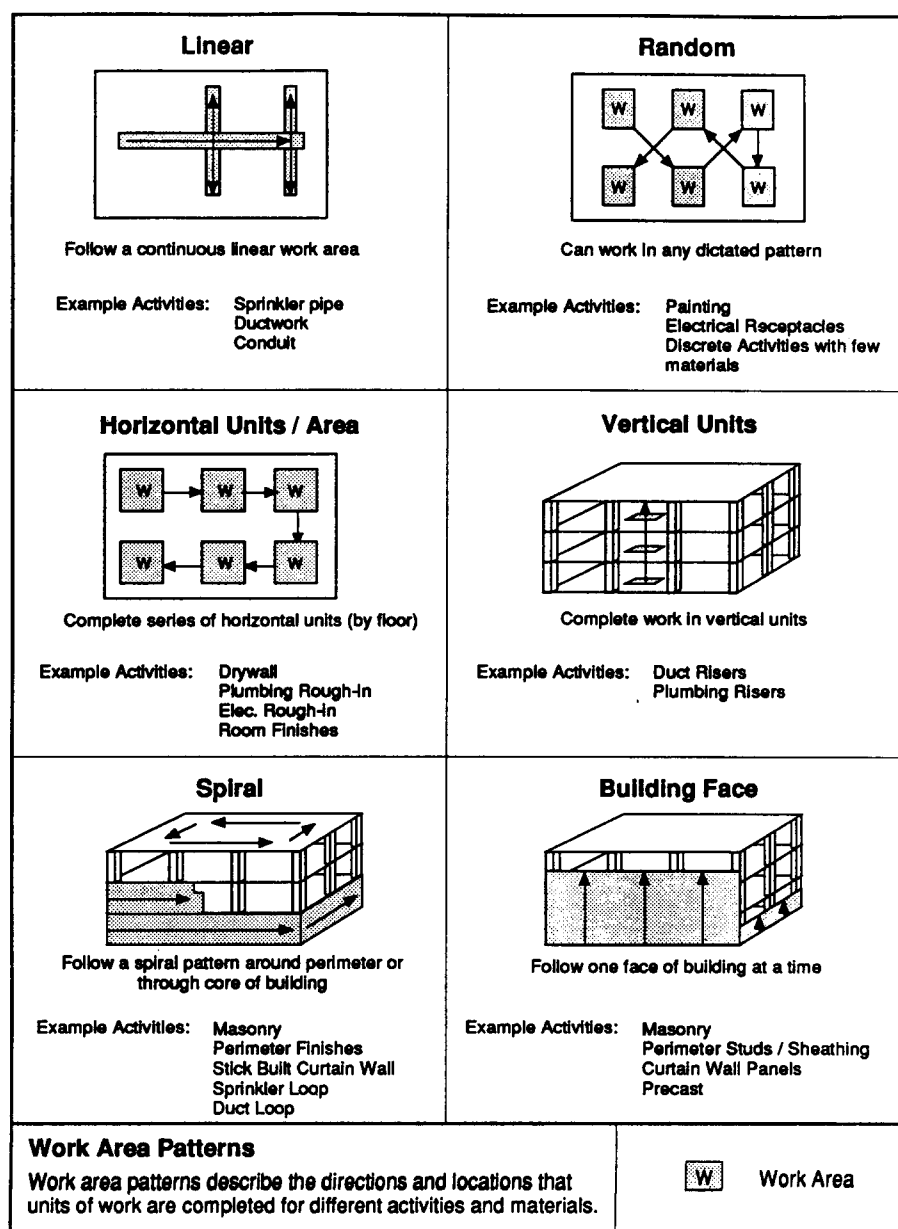 Linear
W
W
W
W
W
W
Follow a continuous linear work area
Example Activities: Sprinkler pipe
Ductwork
Conduit
Random
Can work in any dictated pattern
Example Activities: Painting
Electrical Receptacles
Discrete Activities with few
materials
Horizontal Units / Area
W
W
W
W
W
W
Complete series of horizontal units (by floor)
Example Activities: Drywall
Plumbing Rough-in
Elec. Rough-in
Room Finishes
Vertical Units
Complete work in vertical units
Example Activities: Duct Risers
Plumbing Risers
Spiral
Follow a spiral pattern around perimeter or
through core of building
Example Activities: Masonry
Perimeter Finishes
Stick Built Curtain Wall
Sprinkler Loop
Duct Loop
Building Face
Follow one face of building at a time
Example Activities: Masonry
Perimeter Studs / Sheathing
Curtain Wall Panels
Precast
Work Area Patterns
Work area patterns describe the directions and locations that
units of work are completed for different activities and materials.
W Work Area